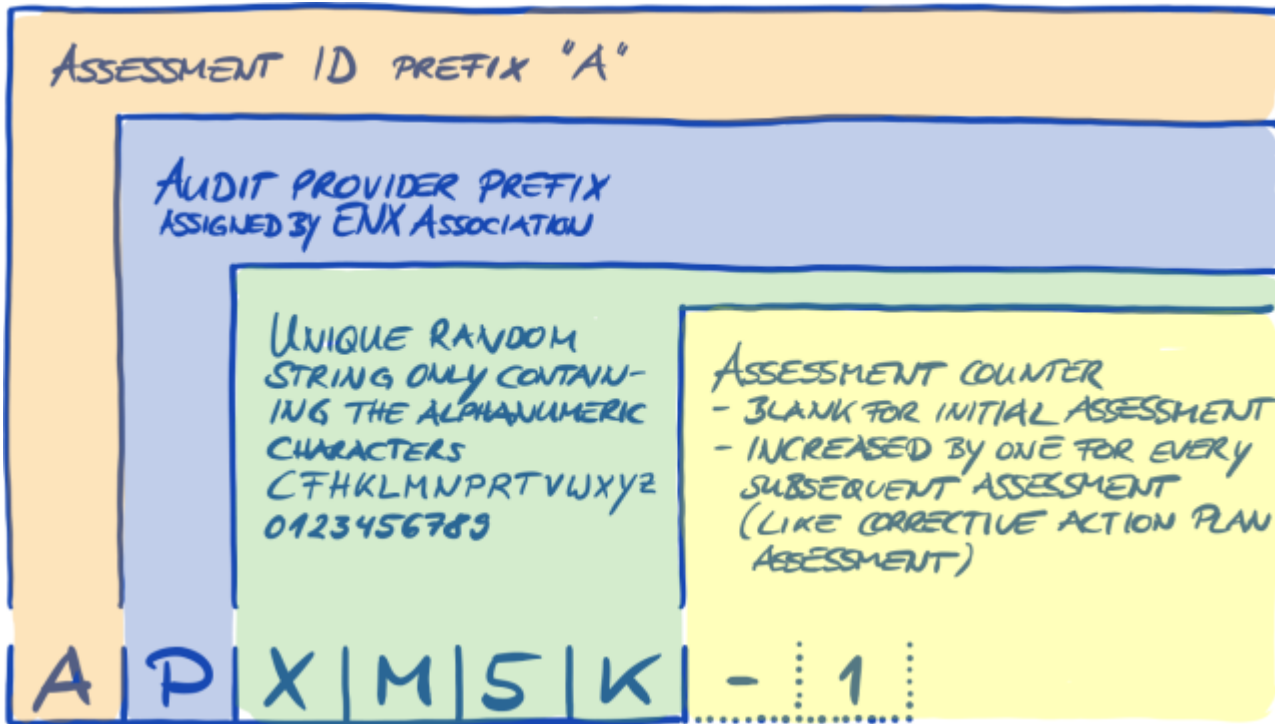 ASSESSMENT ID PREFIX "A"
AUDIT PROVIDER PREFIX
ASSIGNED BY ENX ASSOCIATION
UNIQUE RANDOM
STRING ONLY CONTAIN-
ING THE ALPHANUMERIC
CHARACTERS
CFHKLMNPRTVWXYZ
0123456789
ASSESSMENT COUNTER
- BLANK FOR INITIAL ASSESSMENT
- INCREASED BY ONE FOR EVERY
SUBSEQUENT ASSESSMENT
(LIKE CORRECTIVE ACTION PLAN
ASSESSMENT)
A P X M 5 K - 1